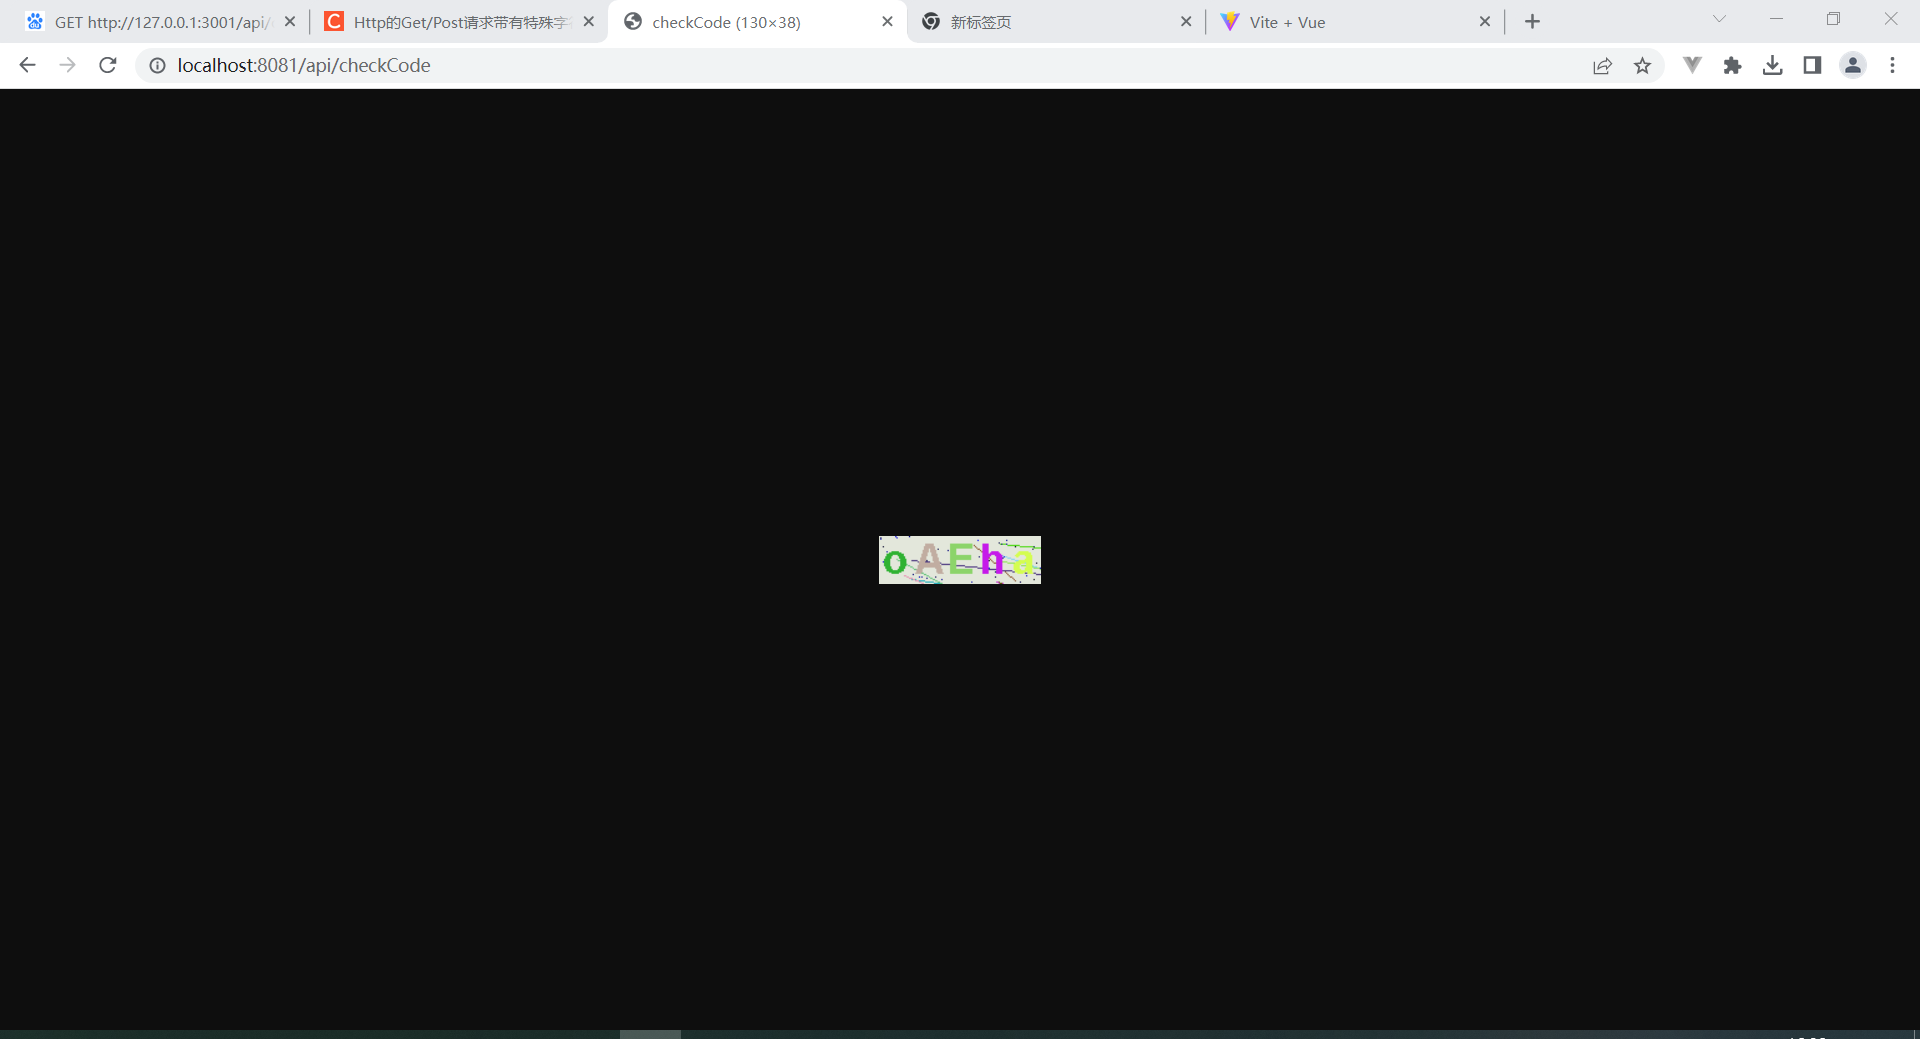 GET http://127.0.0.1:3001/api/
Http的Get/Post请求带有特殊字
checkCode (130×38)
新标签页
Vite + Vue
localhost:8081/api/checkCode
oAEha